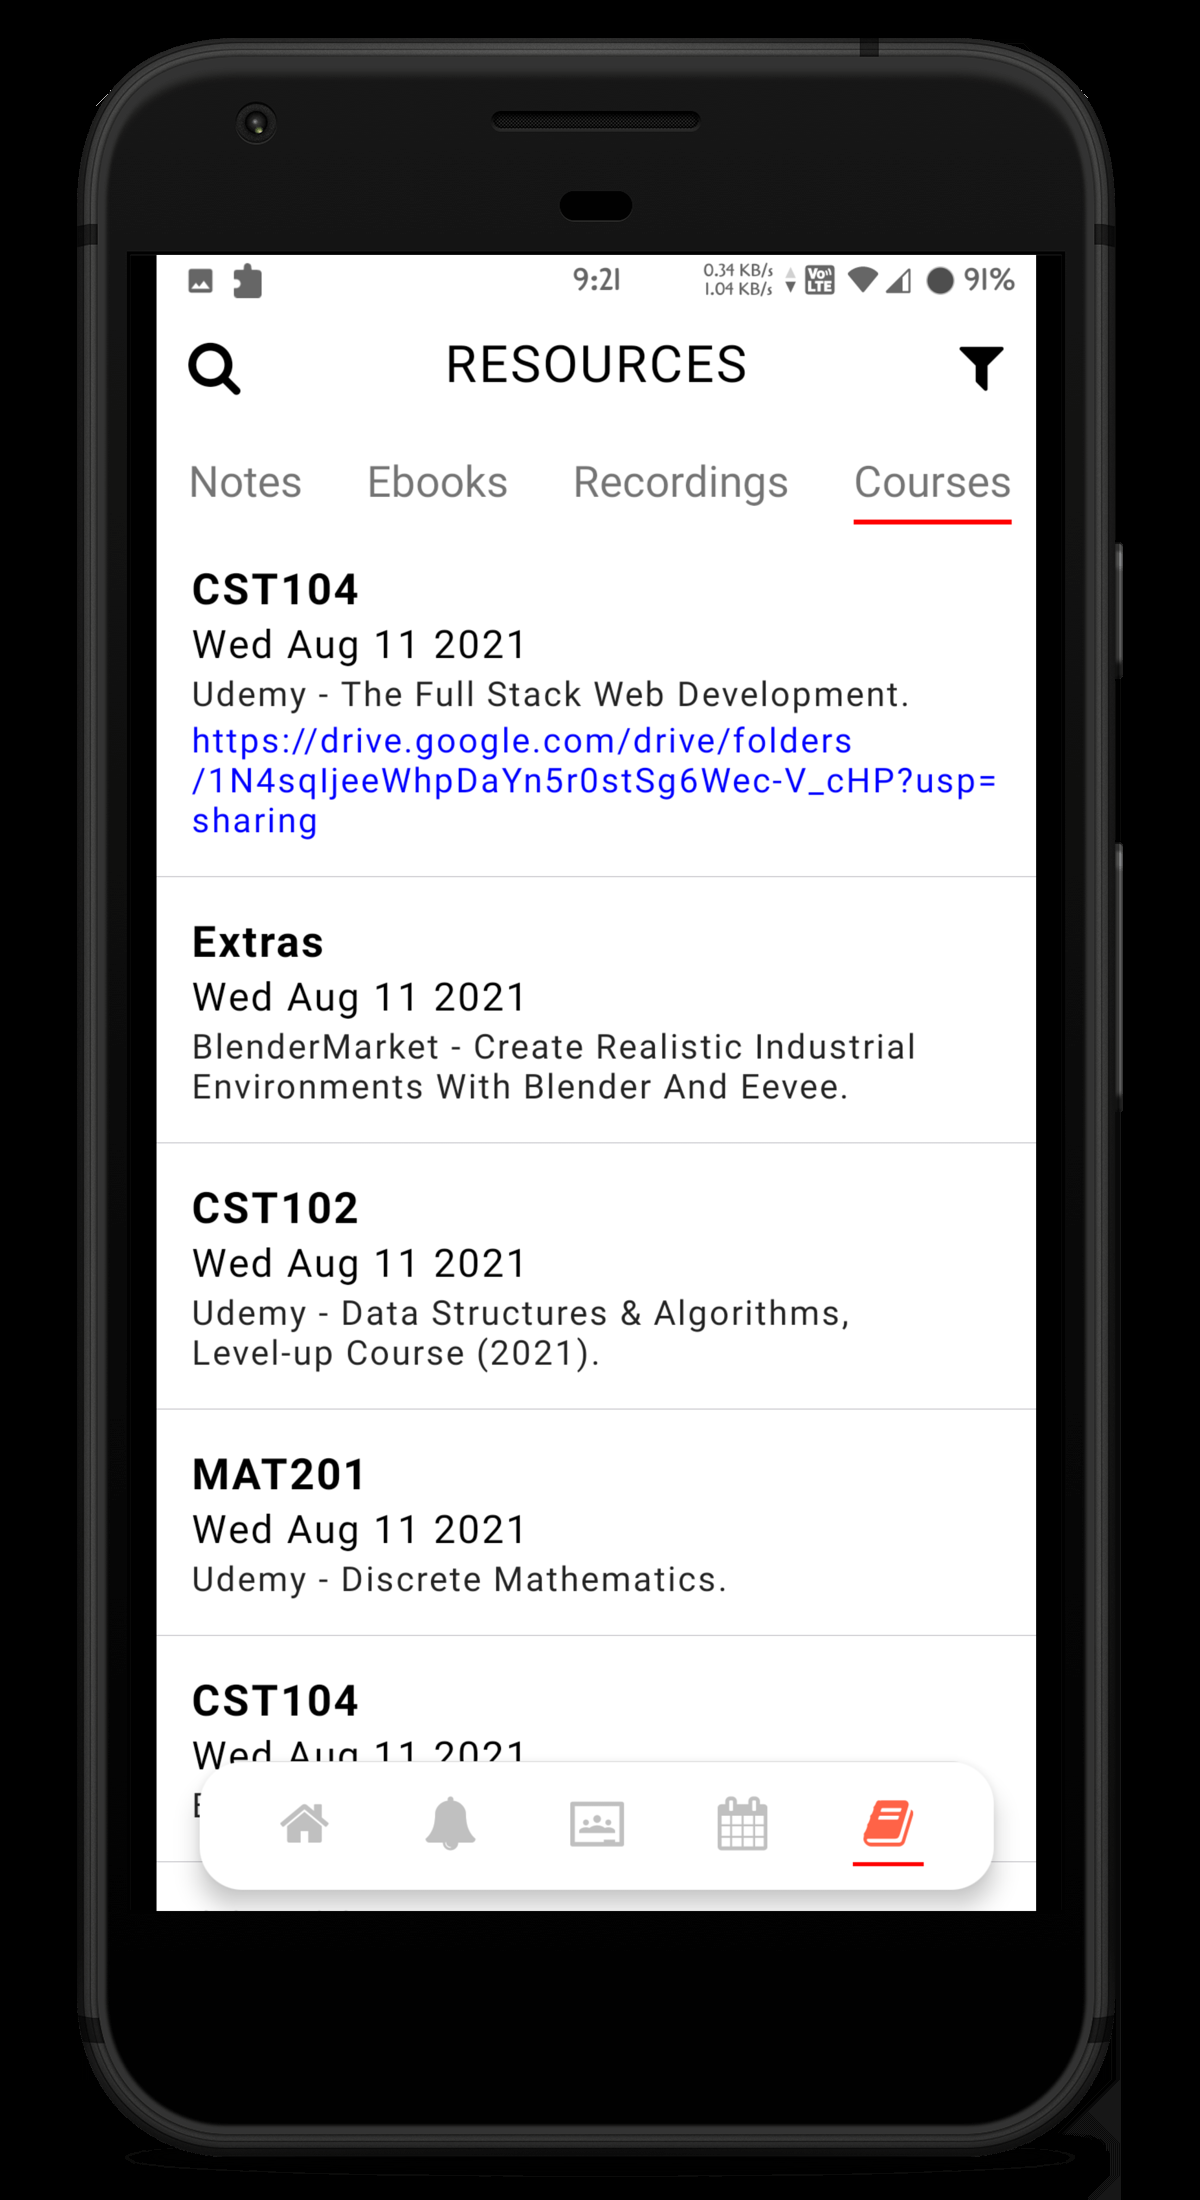 9:21
0.34 KB/s
1.04 KB/s
Vo))
LTE
91%
RESOURCES
Notes Ebooks Recordings Courses
CST104
Wed Aug 11 2021
Udemy - The Full Stack Web Development.
https://drive.google.com/drive/folders
/1N4sqIjeeWhpDaYn5r0stSg6Wec-V_cHP?usp=
sharing
Extras
Wed Aug 11 2021
BlenderMarket - Create Realistic Industrial
Environments With Blender And Eevee.
CST102
Wed Aug 11 2021
Udemy - Data Structures & Algorithms,
Level-up Course (2021).
MAT201
Wed Aug 11 2021
Udemy - Discrete Mathematics.
CST104
Wed Aug 11 2021